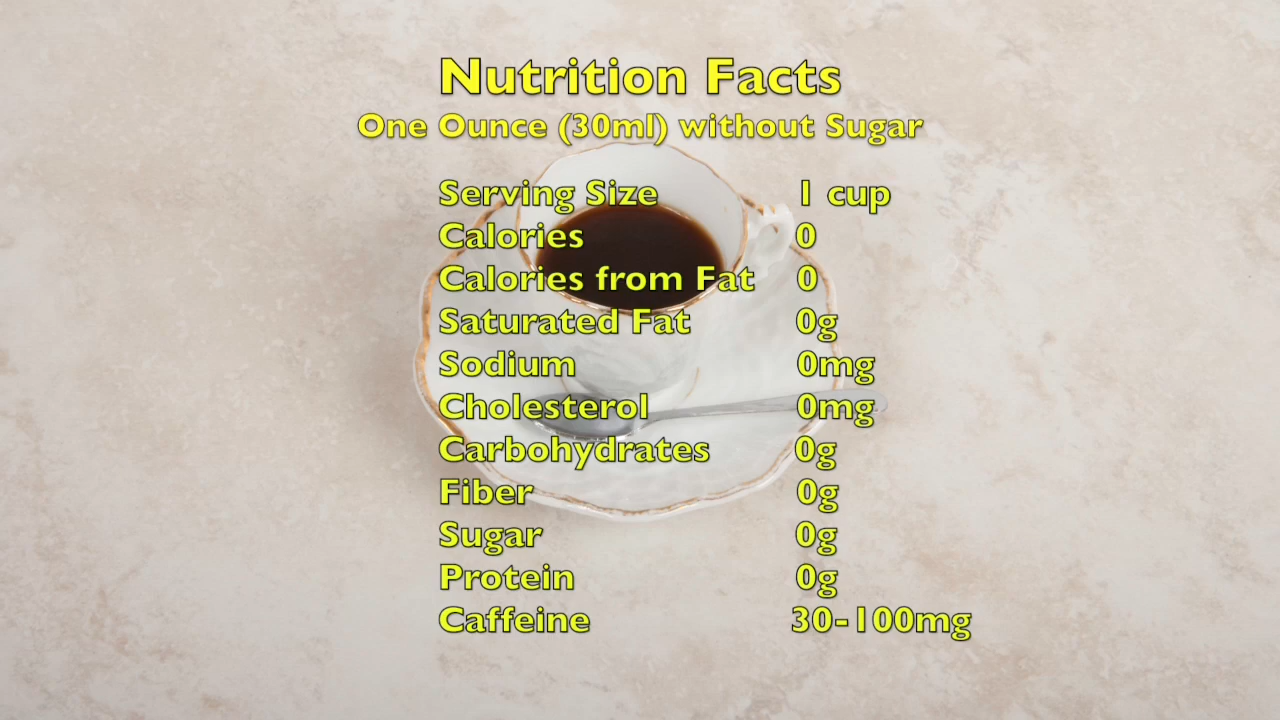 Nutrition Facts
One Ounce (30ml) without Sugar
Serving Size 1 cup
Calories 0
Calories from Fat 0
Saturated Fat 0g
Sodium 0mg
Cholesterol 0mg
Carbohydrates 0g
Fiber 0g
Sugar 0g
Protein 0g
Caffeine 30-100mg